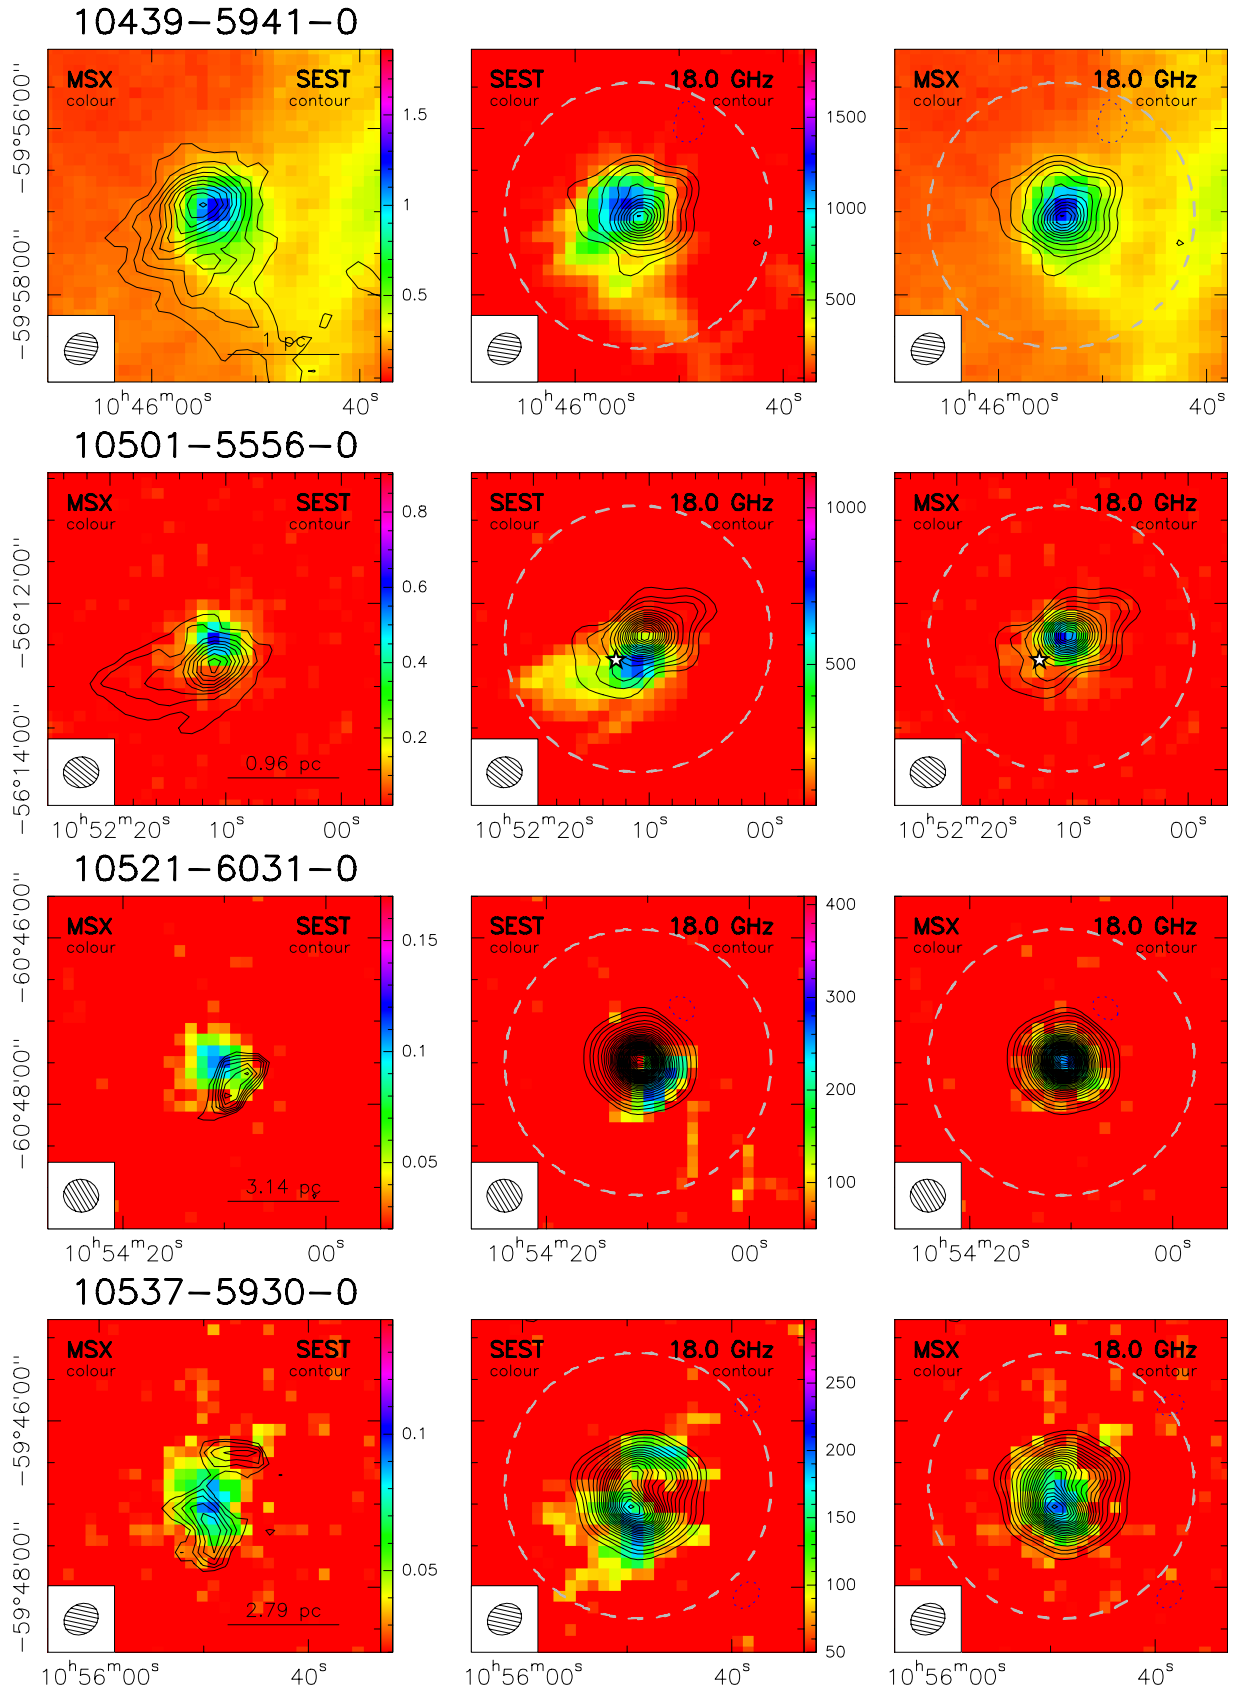 10439−5941−0
MSX SEST SEST 18.0 GHz MSX 18.0 GHz
colour contour colour contour colour contour
−59°56'00"
−59°58'00"
1.5
1
0.5
1500
1000
500
1 pc
10ʰ46ᵐ00ˢ 40ˢ 10ʰ46ᵐ00ˢ 40ˢ 10ʰ46ᵐ00ˢ 40ˢ
10501−5556−0
MSX SEST SEST 18.0 GHz MSX 18.0 GHz
colour contour colour contour colour contour
−56°12'00"
−56°14'00"
0.8
0.6
0.4
0.2
1000
500
0.96 pc
10ʰ52ᵐ20ˢ 10ˢ 00ˢ 10ʰ52ᵐ20ˢ 10ˢ 00ˢ 10ʰ52ᵐ20ˢ 10ˢ 00ˢ
10521−6031−0
MSX SEST SEST 18.0 GHz MSX 18.0 GHz
colour contour colour contour colour contour
−60°46'00"
−60°48'00"
0.15
0.1
0.05
400
300
200
100
3.14 pc
10ʰ54ᵐ20ˢ 00ˢ 10ʰ54ᵐ20ˢ 00ˢ 10ʰ54ᵐ20ˢ 00ˢ
10537−5930−0
MSX SEST SEST 18.0 GHz MSX 18.0 GHz
colour contour colour contour colour contour
−59°46'00"
−59°48'00"
0.1
0.05
250
200
150
100
50
2.79 pc
10ʰ56ᵐ00ˢ 40ˢ 10ʰ56ᵐ00ˢ 40ˢ 10ʰ56ᵐ00ˢ 40ˢ